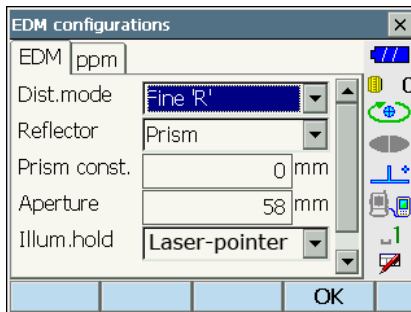 EDM configurations
EDM ppm
Dist.mode Fine 'R'
Reflector Prism
Prism const. 0 mm
Aperture 58 mm
Illum.hold Laser-pointer
1
OK